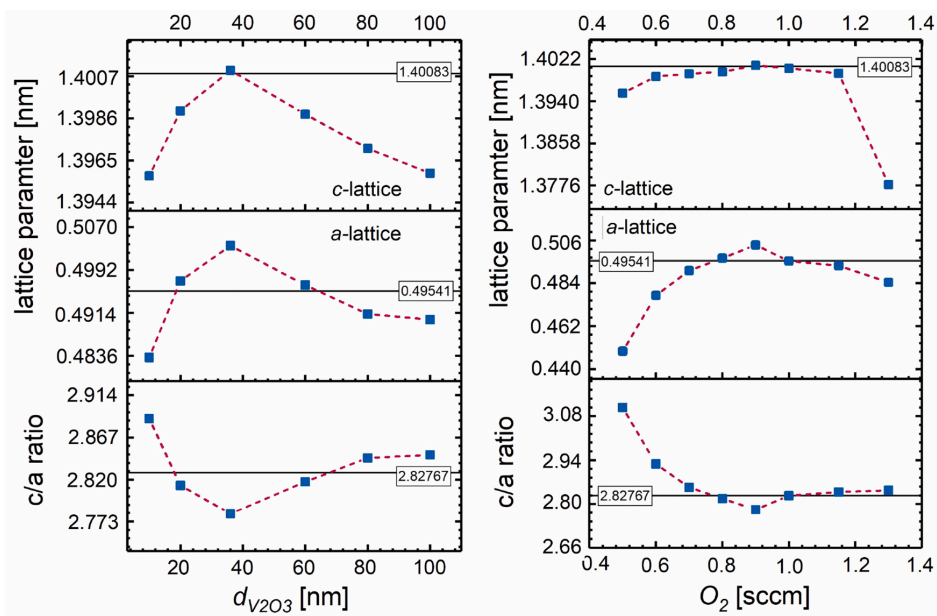 20 40 60 80 100
lattice paramter [nm]
1.4007
1.3986
1.3965
1.3944
1.40083
c-lattice
0.5070
0.4992
0.4914
0.4836
a-lattice
0.49541
c/a ratio
2.914
2.867
2.820
2.773
2.82767
20 40 60 80 100
dV2O3 [nm]
0.4 0.6 0.8 1.0 1.2 1.4
lattice parameter [nm]
1.4022
1.3940
1.3858
1.3776
1.40083
c-lattice
0.506
0.484
0.462
0.440
a-lattice
0.49541
c/a ratio
3.08
2.94
2.80
2.66
2.82767
0.4 0.6 0.8 1.0 1.2 1.4
O2 [sccm]